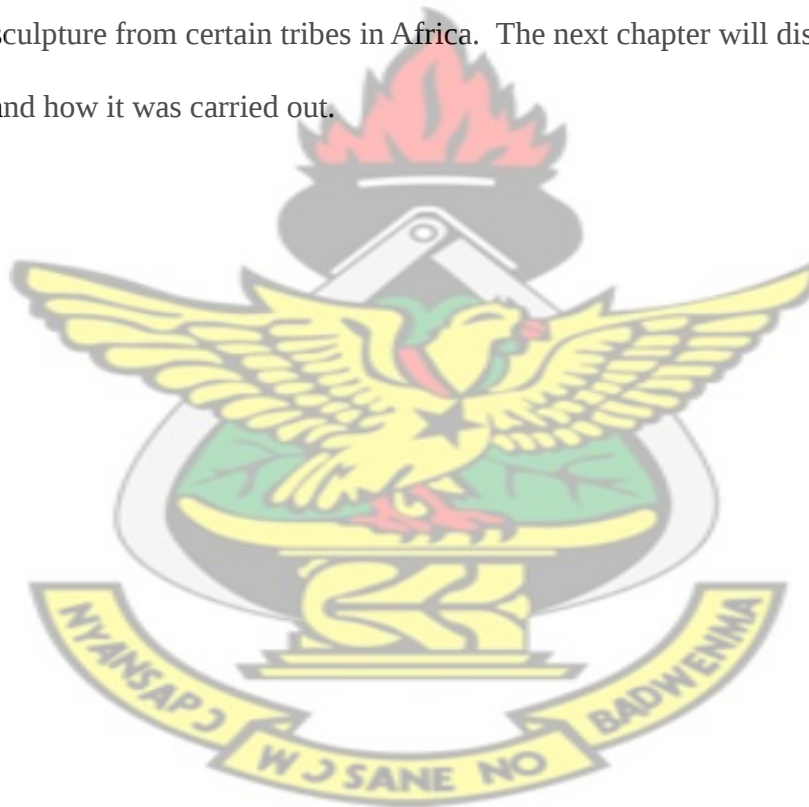 sculpture from certain tribes in Africa.  The next chapter will dis
and how it was carried out.
NYANSAPƆ
WƆSANE NO
BADWENMA